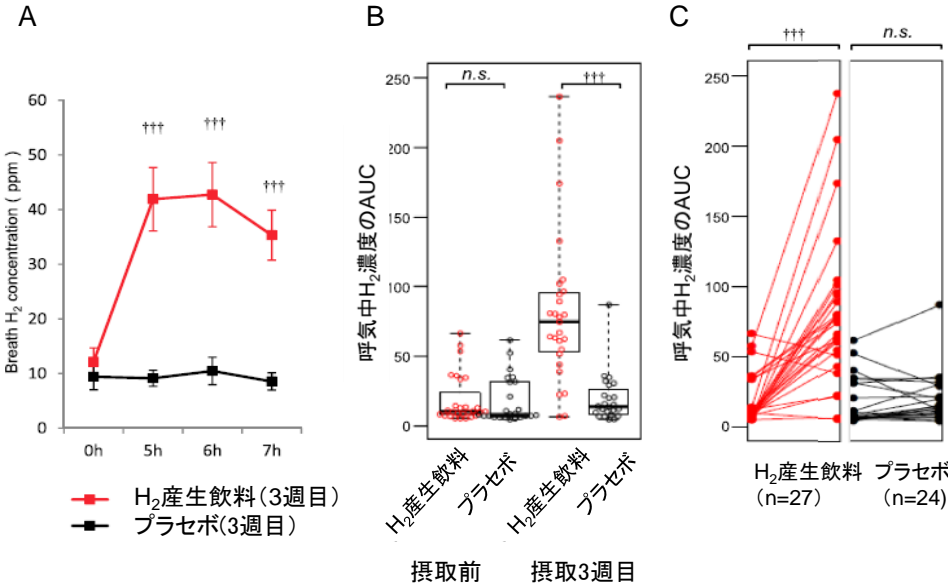 A
Breath H₂ concentration ( ppm )
60
50
40
30
20
10
0
†††
†††
†††
0h
5h
6h
7h
H₂産生飲料(3週目)
プラセボ(3週目)
B
呼気中H₂濃度のAUC
250
200
150
100
50
0
n.s.
†††
H₂産生飲料
プラセボ
H₂産生飲料
プラセボ
摂取前
摂取3週目
C
呼気中H₂濃度のAUC
250
200
150
100
50
0
†††
n.s.
H₂産生飲料
(n=27)
プラセボ
(n=24)